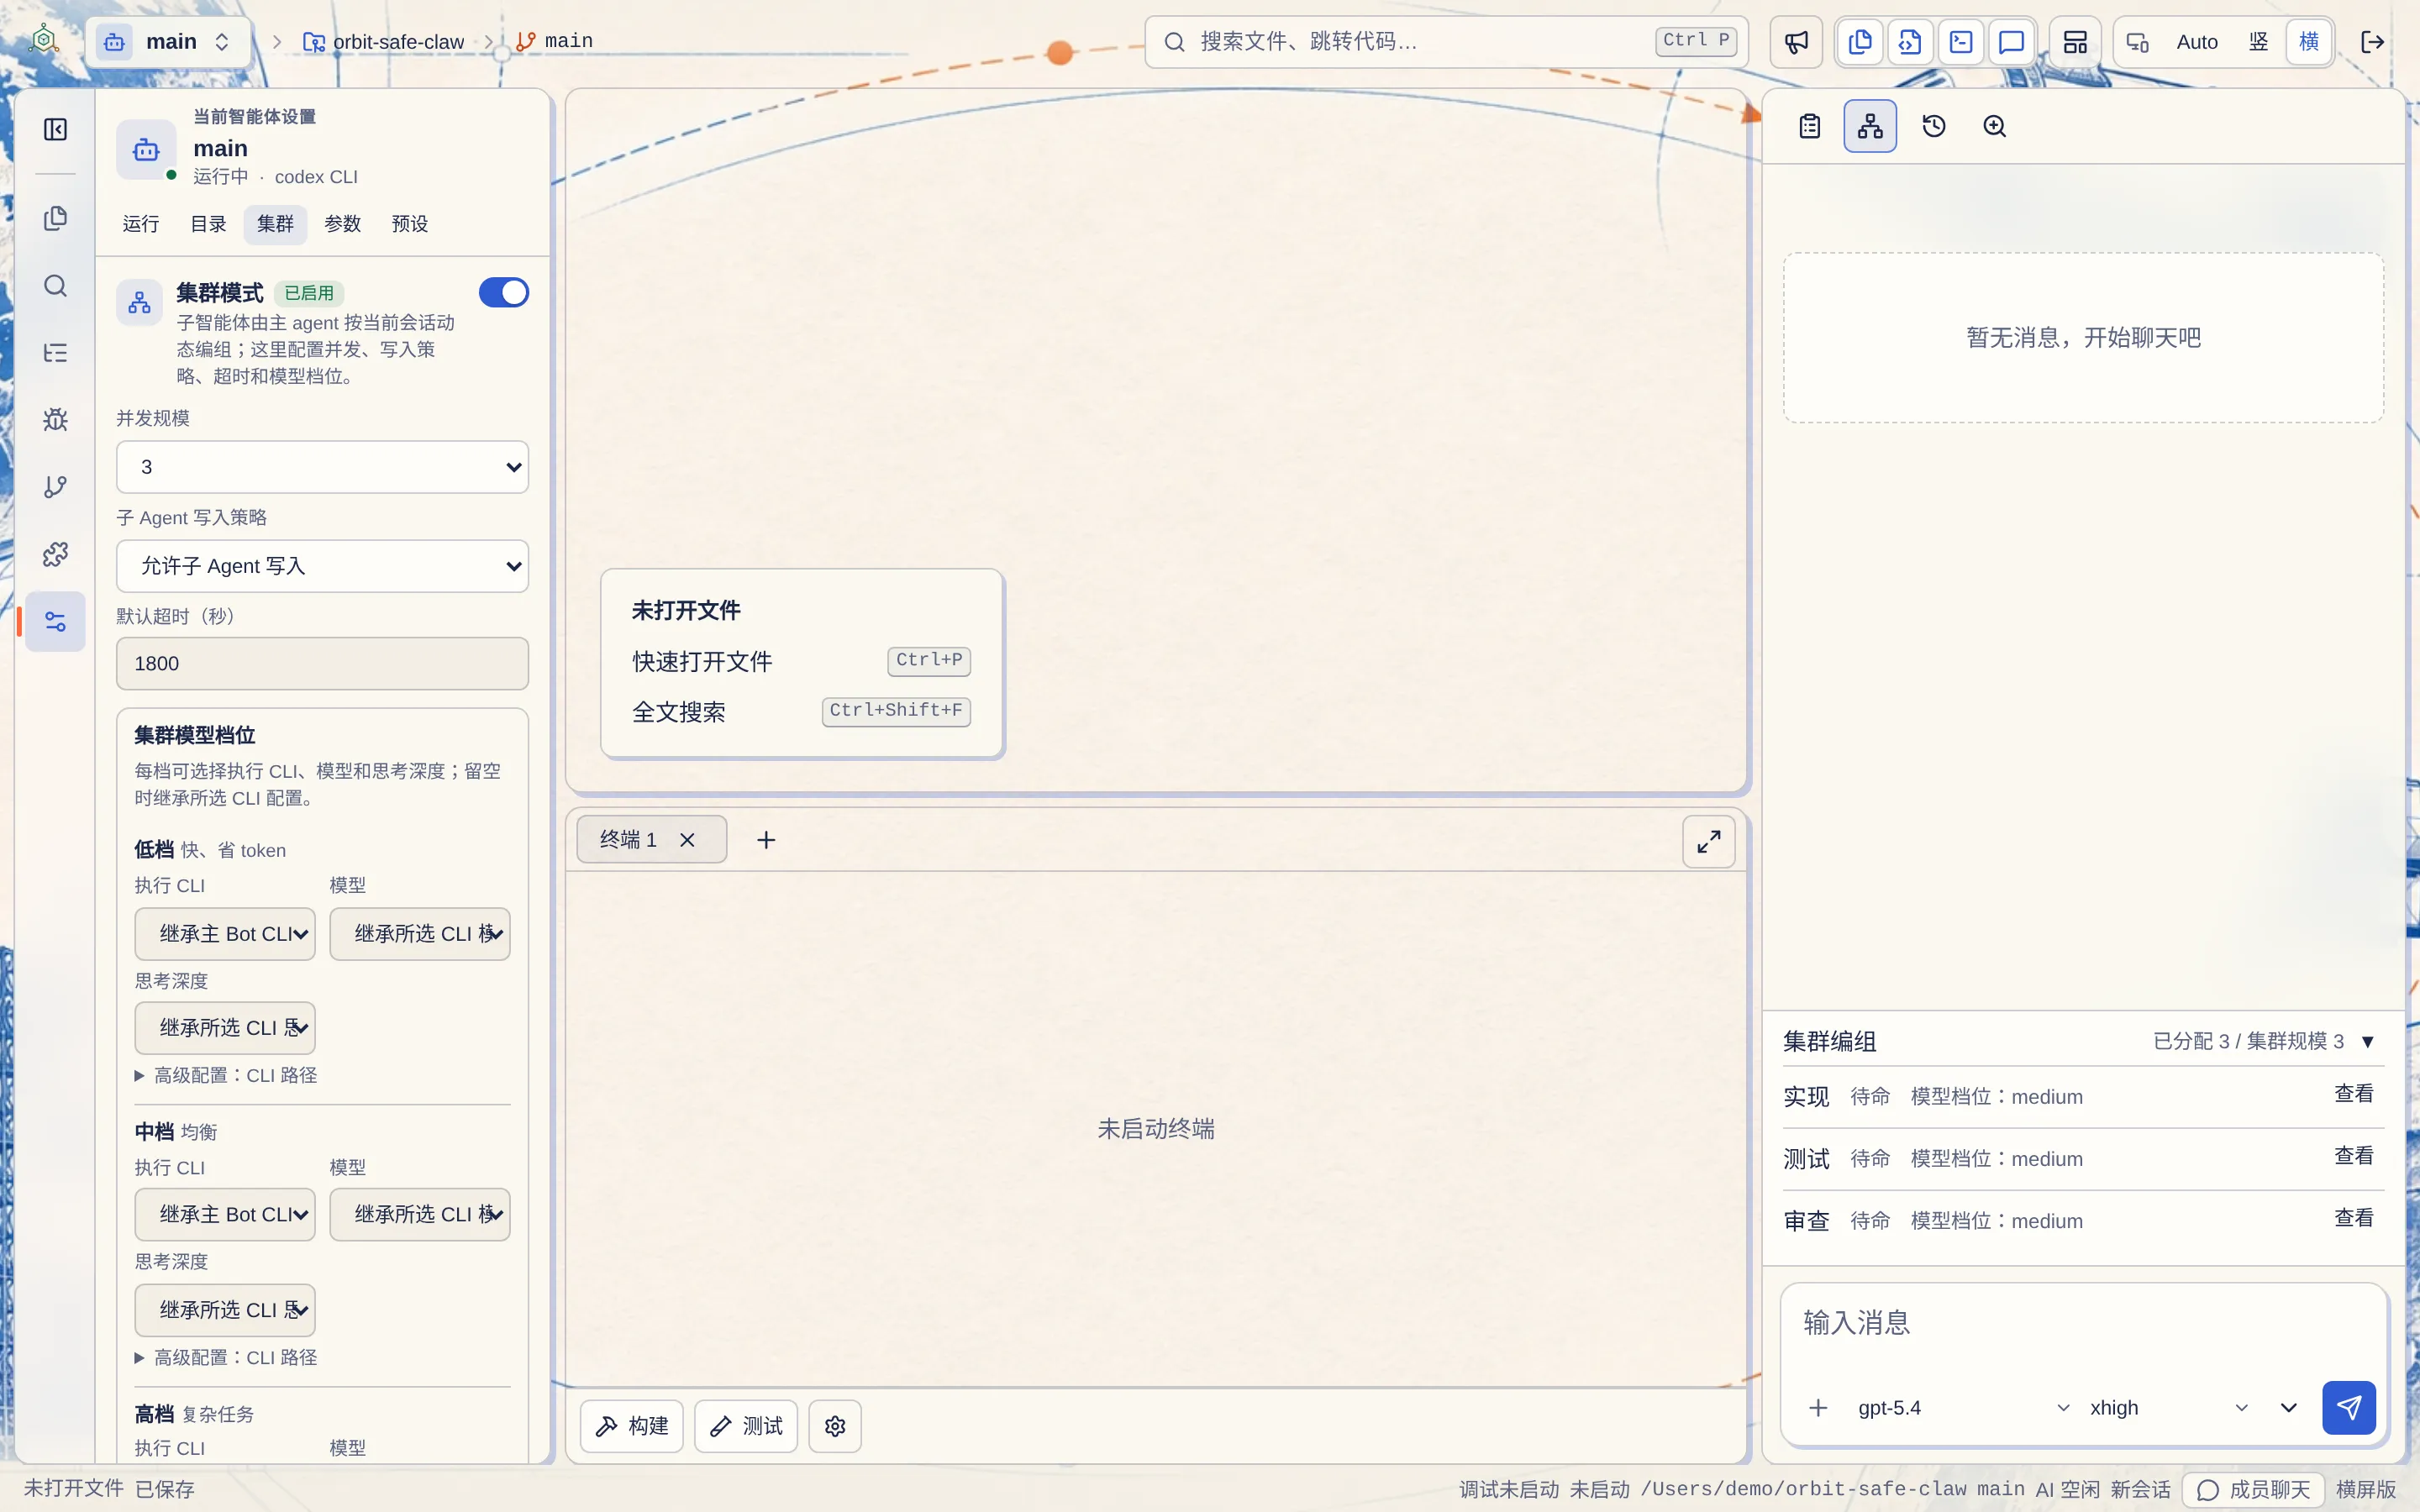 main
orbit-safe-claw
main
搜索文件、跳转代码…
Ctrl P
Auto
竖
横
当前智能体设置
main
运行中 · codex CLI
运行 目录 集群 参数 预设
集群模式 已启用
子智能体由主 agent 按当前会话动
态编组；这里配置并发、写入策
略、超时和模型档位。
并发规模
3
子 Agent 写入策略
允许子 Agent 写入
默认超时（秒）
1800
集群模型档位
每档可选择执行 CLI、模型和思考深度；留空
时继承所选 CLI 配置。
低档 快、省 token
执行 CLI 模型
继承主 Bot CLI 继承所选 CLI
思考深度
继承所选 CLI
高级配置：CLI 路径
中档 均衡
执行 CLI 模型
继承主 Bot CLI 继承所选 CLI
思考深度
继承所选 CLI
高级配置：CLI 路径
高档 复杂任务
执行 CLI 模型
未打开文件
快速打开文件 Ctrl+P
全文搜索 Ctrl+Shift+F
终端 1
未启动终端
构建 测试
暂无消息，开始聊天吧
集群编组 已分配 3 / 集群规模 3
实现 待命 模型档位：medium 查看
测试 待命 模型档位：medium 查看
审查 待命 模型档位：medium 查看
输入消息
gpt-5.4 xhigh
未打开文件 已保存
调试未启动 未启动 /Users/demo/orbit-safe-claw main AI 空闲 新会话 成员聊天 横屏版